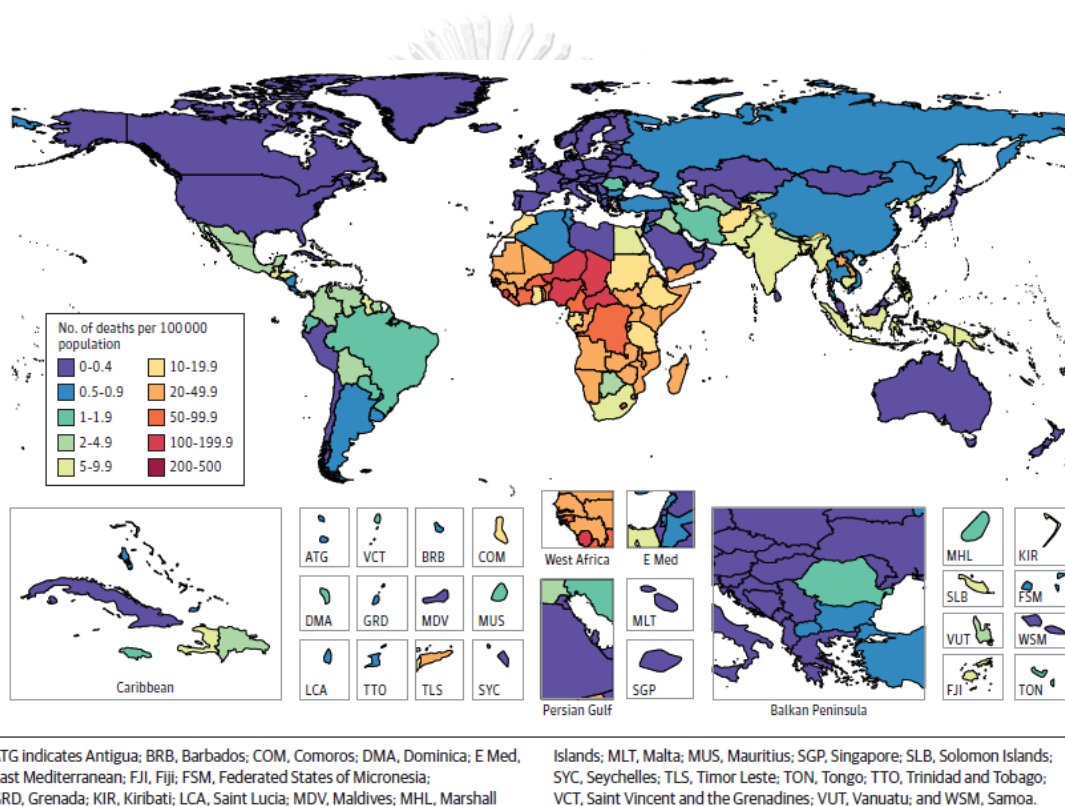 No. of deaths per 100 000
population
0-0.4
0.5-0.9
1-1.9
2-4.9
5-9.9
10-19.9
20-49.9
50-99.9
100-199.9
200-500
Caribbean
ATG
VCT
BRB
COM
DMA
GRD
MDV
MUS
LCA
TTO
TLS
SYC
West Africa
E Med
Persian Gulf
MLT
SGP
Balkan Peninsula
MHL
KIR
SLB
FSM
VUT
WSM
FJI
TON
TG indicates Antigua; BRB, Barbados; COM, Comoros; DMA, Dominica; E Med,
ast Mediterranean; FJI, Fiji; FSM, Federated States of Micronesia;
GRD, Grenada; KIR, Kiribati; LCA, Saint Lucia; MDV, Maldives; MHL, Marshall
Islands; MLT, Malta; MUS, Mauritius; SGP, Singapore; SLB, Solomon Islands;
SYC, Seychelles; TLS, Timor Leste; TON, Tongo; TTO, Trinidad and Tobago;
VCT, Saint Vincent and the Grenadines; VUT, Vanuatu; and WSM, Samoa.